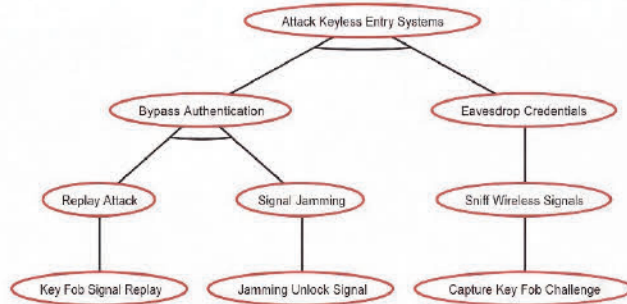 Attack Keyless Entry Systems
Bypass Authentication
Eavesdrop Credentials
Replay Attack
Signal Jamming
Sniff Wireless Signals
Key Fob Signal Replay
Jamming Unlock Signal
Capture Key Fob Challenge